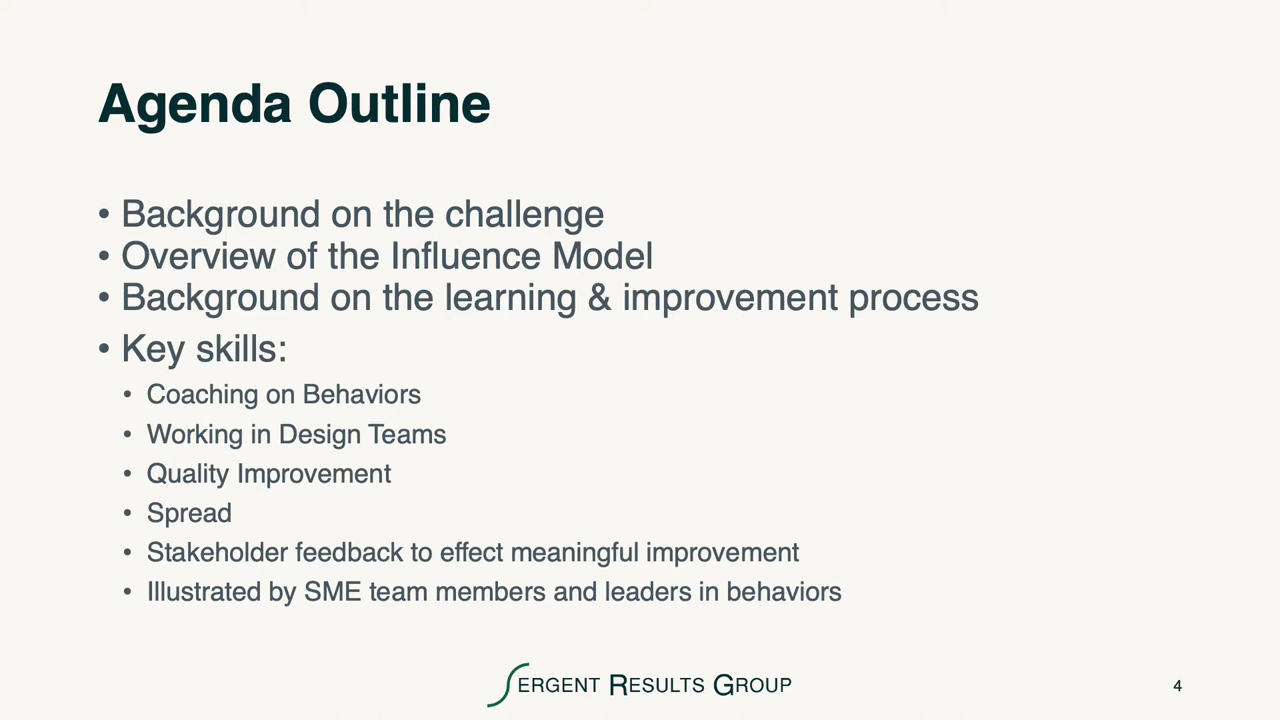 Agenda Outline
• Background on the challenge
• Overview of the Influence Model
• Background on the learning & improvement process
• Key skills:
• Coaching on Behaviors
• Working in Design Teams
• Quality Improvement
• Spread
• Stakeholder feedback to effect meaningful improvement
• Illustrated by SME team members and leaders in behaviors
SERGENT RESULTS GROUP
4